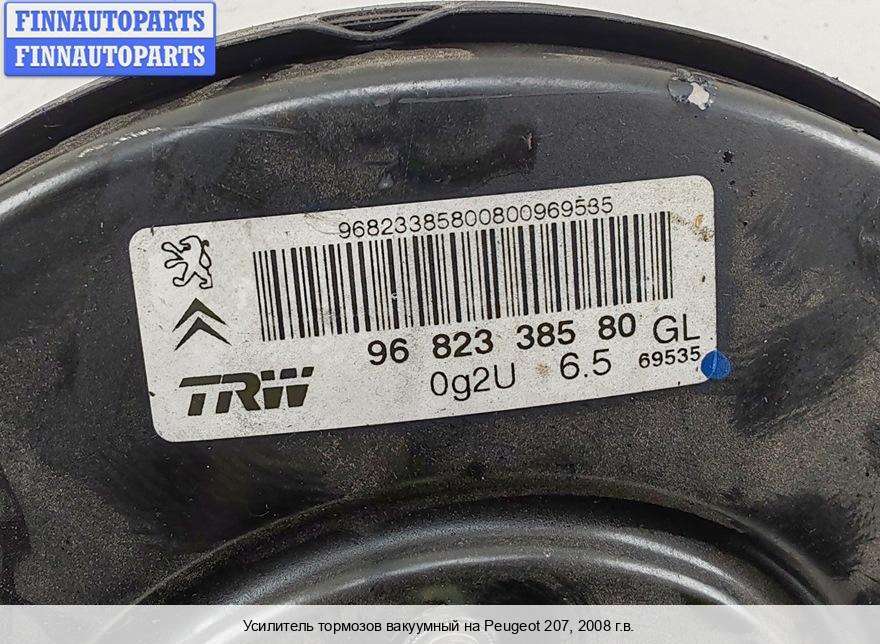 FINNAUTOPARTS
FINNAUTOPARTS
96823385800800969535
96 823 385 80 GL
TRW 0g2U 6.5 69535
Усилитель тормозов вакуумный на Peugeot 207, 2008 г.в.